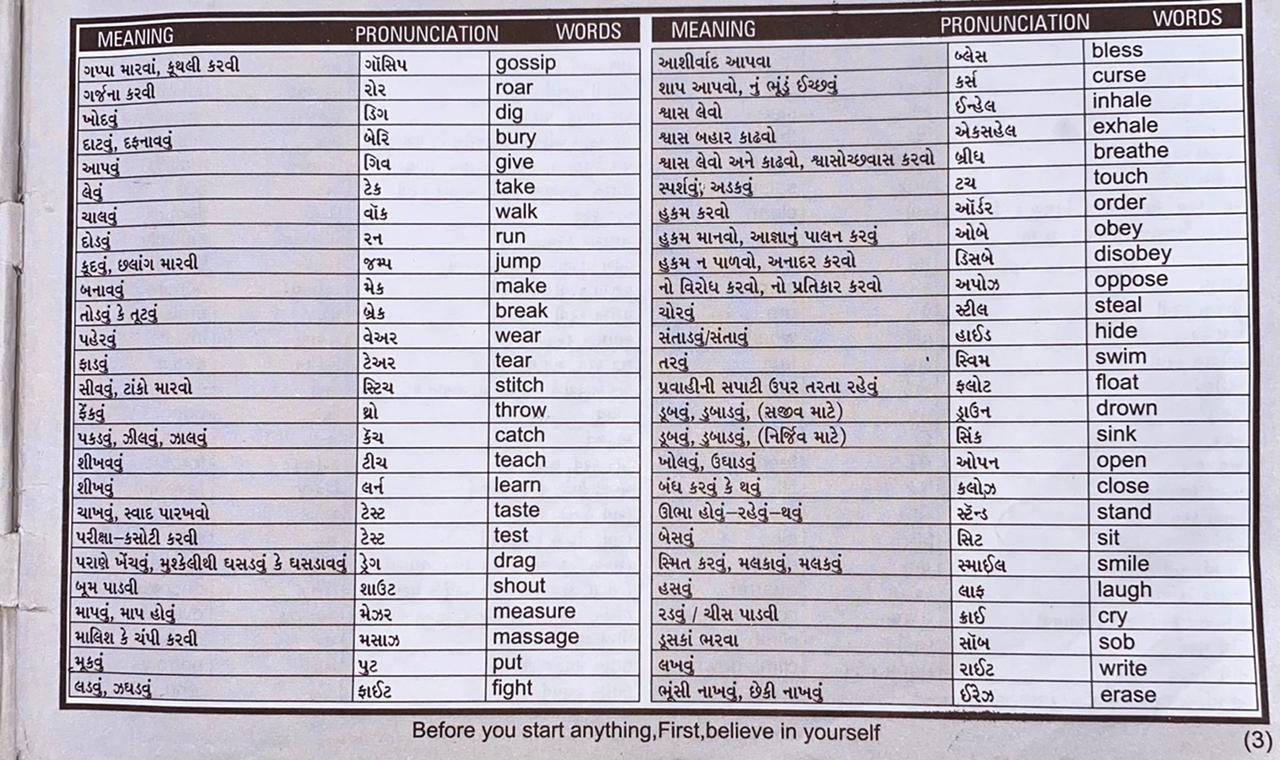 MEANING PRONUNCIATION WORDS
ગપ્પા મારવાં, કૂથલી કરવી ગૉસિપ gossip
ગર્જના કરવી રોર roar
ખોદવું ડિગ dig
દાટવું, દફનાવવું બેરિ bury
આપવું ગિવ give
લેવું ટેક take
ચાલવું વૉક walk
દોડવું રન run
કૂદવું, છલાંગ મારવી જમ્પ jump
બનાવવું મેક make
તોડવું કે તૂટવું બ્રેક break
પહેરવું વેઅર wear
ફાડવું ટેઅર tear
સીવવું, ટાંકો મારવો સ્ટિચ stitch
ફેંકવું થ્રો throw
પકડવું, ઝીલવું, ઝાલવું કૅચ catch
શીખવવું ટીચ teach
શીખવું લર્ન learn
ચાખવું, સ્વાદ પારખવો ટેસ્ટ taste
પરીક્ષા-કસોટી કરવી ટેસ્ટ test
પરાણે ખેંચવું, મુશ્કેલીથી ઘસડવું કે ઘસડાવવું ડ્રેગ drag
બૂમ પાડવી શાઉટ shout
માપવું, માપ હોવું મેઝર measure
માલિશ કે ચંપી કરવી મસાઝ massage
મૂકવું પુટ put
લડવું, ઝઘડવું ફાઈટ fight
MEANING PRONUNCIATION WORDS
આશીર્વાદ આપવા બ્લેસ bless
શાપ આપવો, નું ભૂંડું ઈચ્છવું કર્સ curse
શ્વાસ લેવો ઈન્હેલ inhale
શ્વાસ બહાર કાઢવો એકસહેલ exhale
શ્વાસ લેવો અને કાઢવો, શ્વાસોચ્છવાસ કરવો બ્રીધ breathe
સ્પર્શવું, અડકવું ટચ touch
હુકમ કરવો ઑર્ડર order
હુકમ માનવો, આજ્ઞાનું પાલન કરવું ઓબે obey
હુકમ ન પાળવો, અનાદર કરવો ડિસબે disobey
નો વિરોધ કરવો, નો પ્રતિકાર કરવો અપોઝ oppose
ચોરવું સ્ટીલ steal
સંતાડવું/સંતાવું હાઈડ hide
તરવું સ્વિમ swim
પ્રવાહીની સપાટી ઉપર તરતા રહેવું ફલોટ float
ડૂબવું, ડુબાડવું, (સજીવ માટે) ડ્રાઉન drown
ડૂબવું, ડુબાડવું, (નિર્જિવ માટે) સિંક sink
ખોલવું, ઉઘાડવું ઓપન open
બંધ કરવું કે થવું કલોઝ close
ઊભા હોવું-રહેવું-થવું સ્ટૅન્ડ stand
બેસવું સિટ sit
સ્મિત કરવું, મલકાવું, મલકવું સ્માઈલ smile
હસવું લાફ laugh
રડવું / ચીસ પાડવી ક્રાઈ cry
ડૂસકાં ભરવા સૉબ sob
લખવું રાઈટ write
ભૂંસી નાખવું, છેકી નાખવું ઈરેઝ erase
Before you start anything,First,believe in yourself
(3)